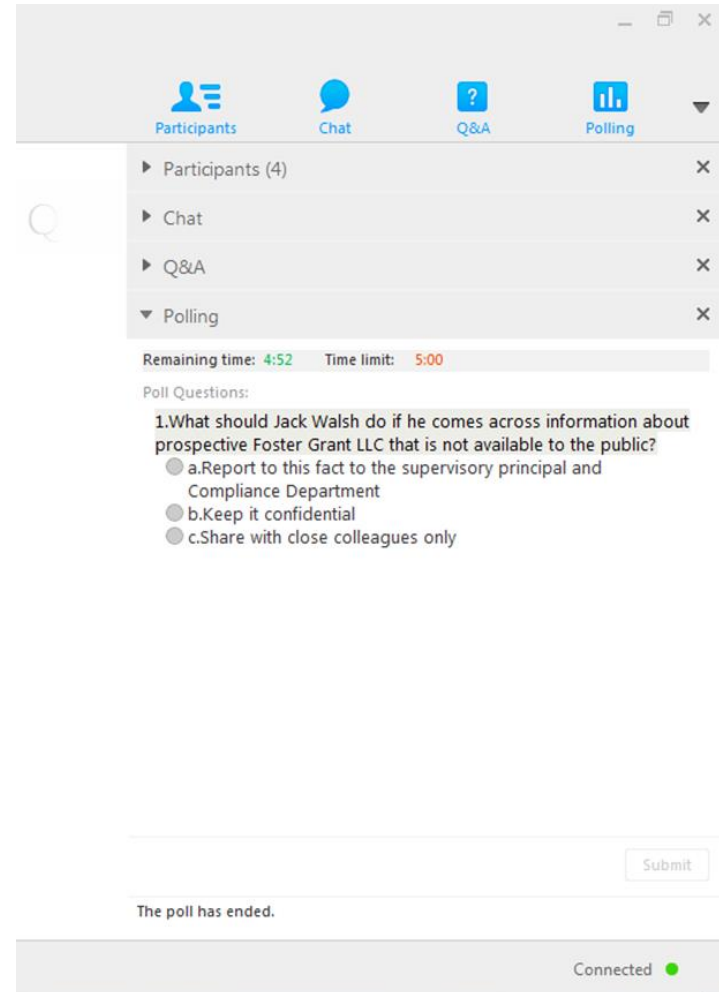 Participants
Chat
Q&A
Polling
Participants (4)
Q
Chat
Q&A
Polling
Remaining time: 4:52 Time limit: 5:00
Poll Questions:
1.What should Jack Walsh do if he comes across information about
prospective Foster Grant LLC that is not available to the public?
a.Report to this fact to the supervisory principal and
Compliance Department
b.Keep it confidential
c.Share with close colleagues only
Submit
The poll has ended.
Connected